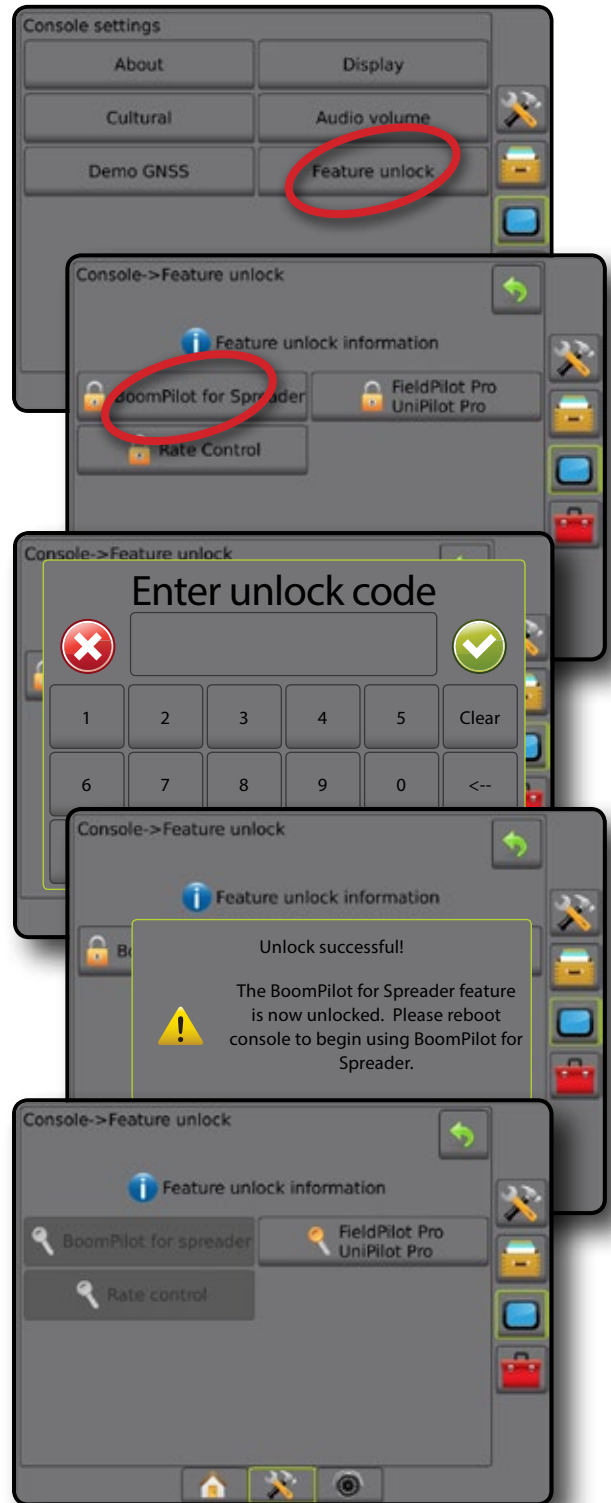 Console settings
About
Display
Cultural
Audio volume
Demo GNSS
Feature unlock
Console->Feature unlock
Feature unlock information
BoomPilot for Spreader
FieldPilot Pro
UniPilot Pro
Rate Control
Console->Feature unlock
Enter unlock code
1
2
3
4
5
Clear
6
7
8
9
0
<--
Console->Feature unlock
Feature unlock information
Unlock successful!
The BoomPilot for Spreader feature
is now unlocked. Please reboot
console to begin using BoomPilot for
Spreader.
Console->Feature unlock
Feature unlock information
BoomPilot for spreader
FieldPilot Pro
UniPilot Pro
Rate control